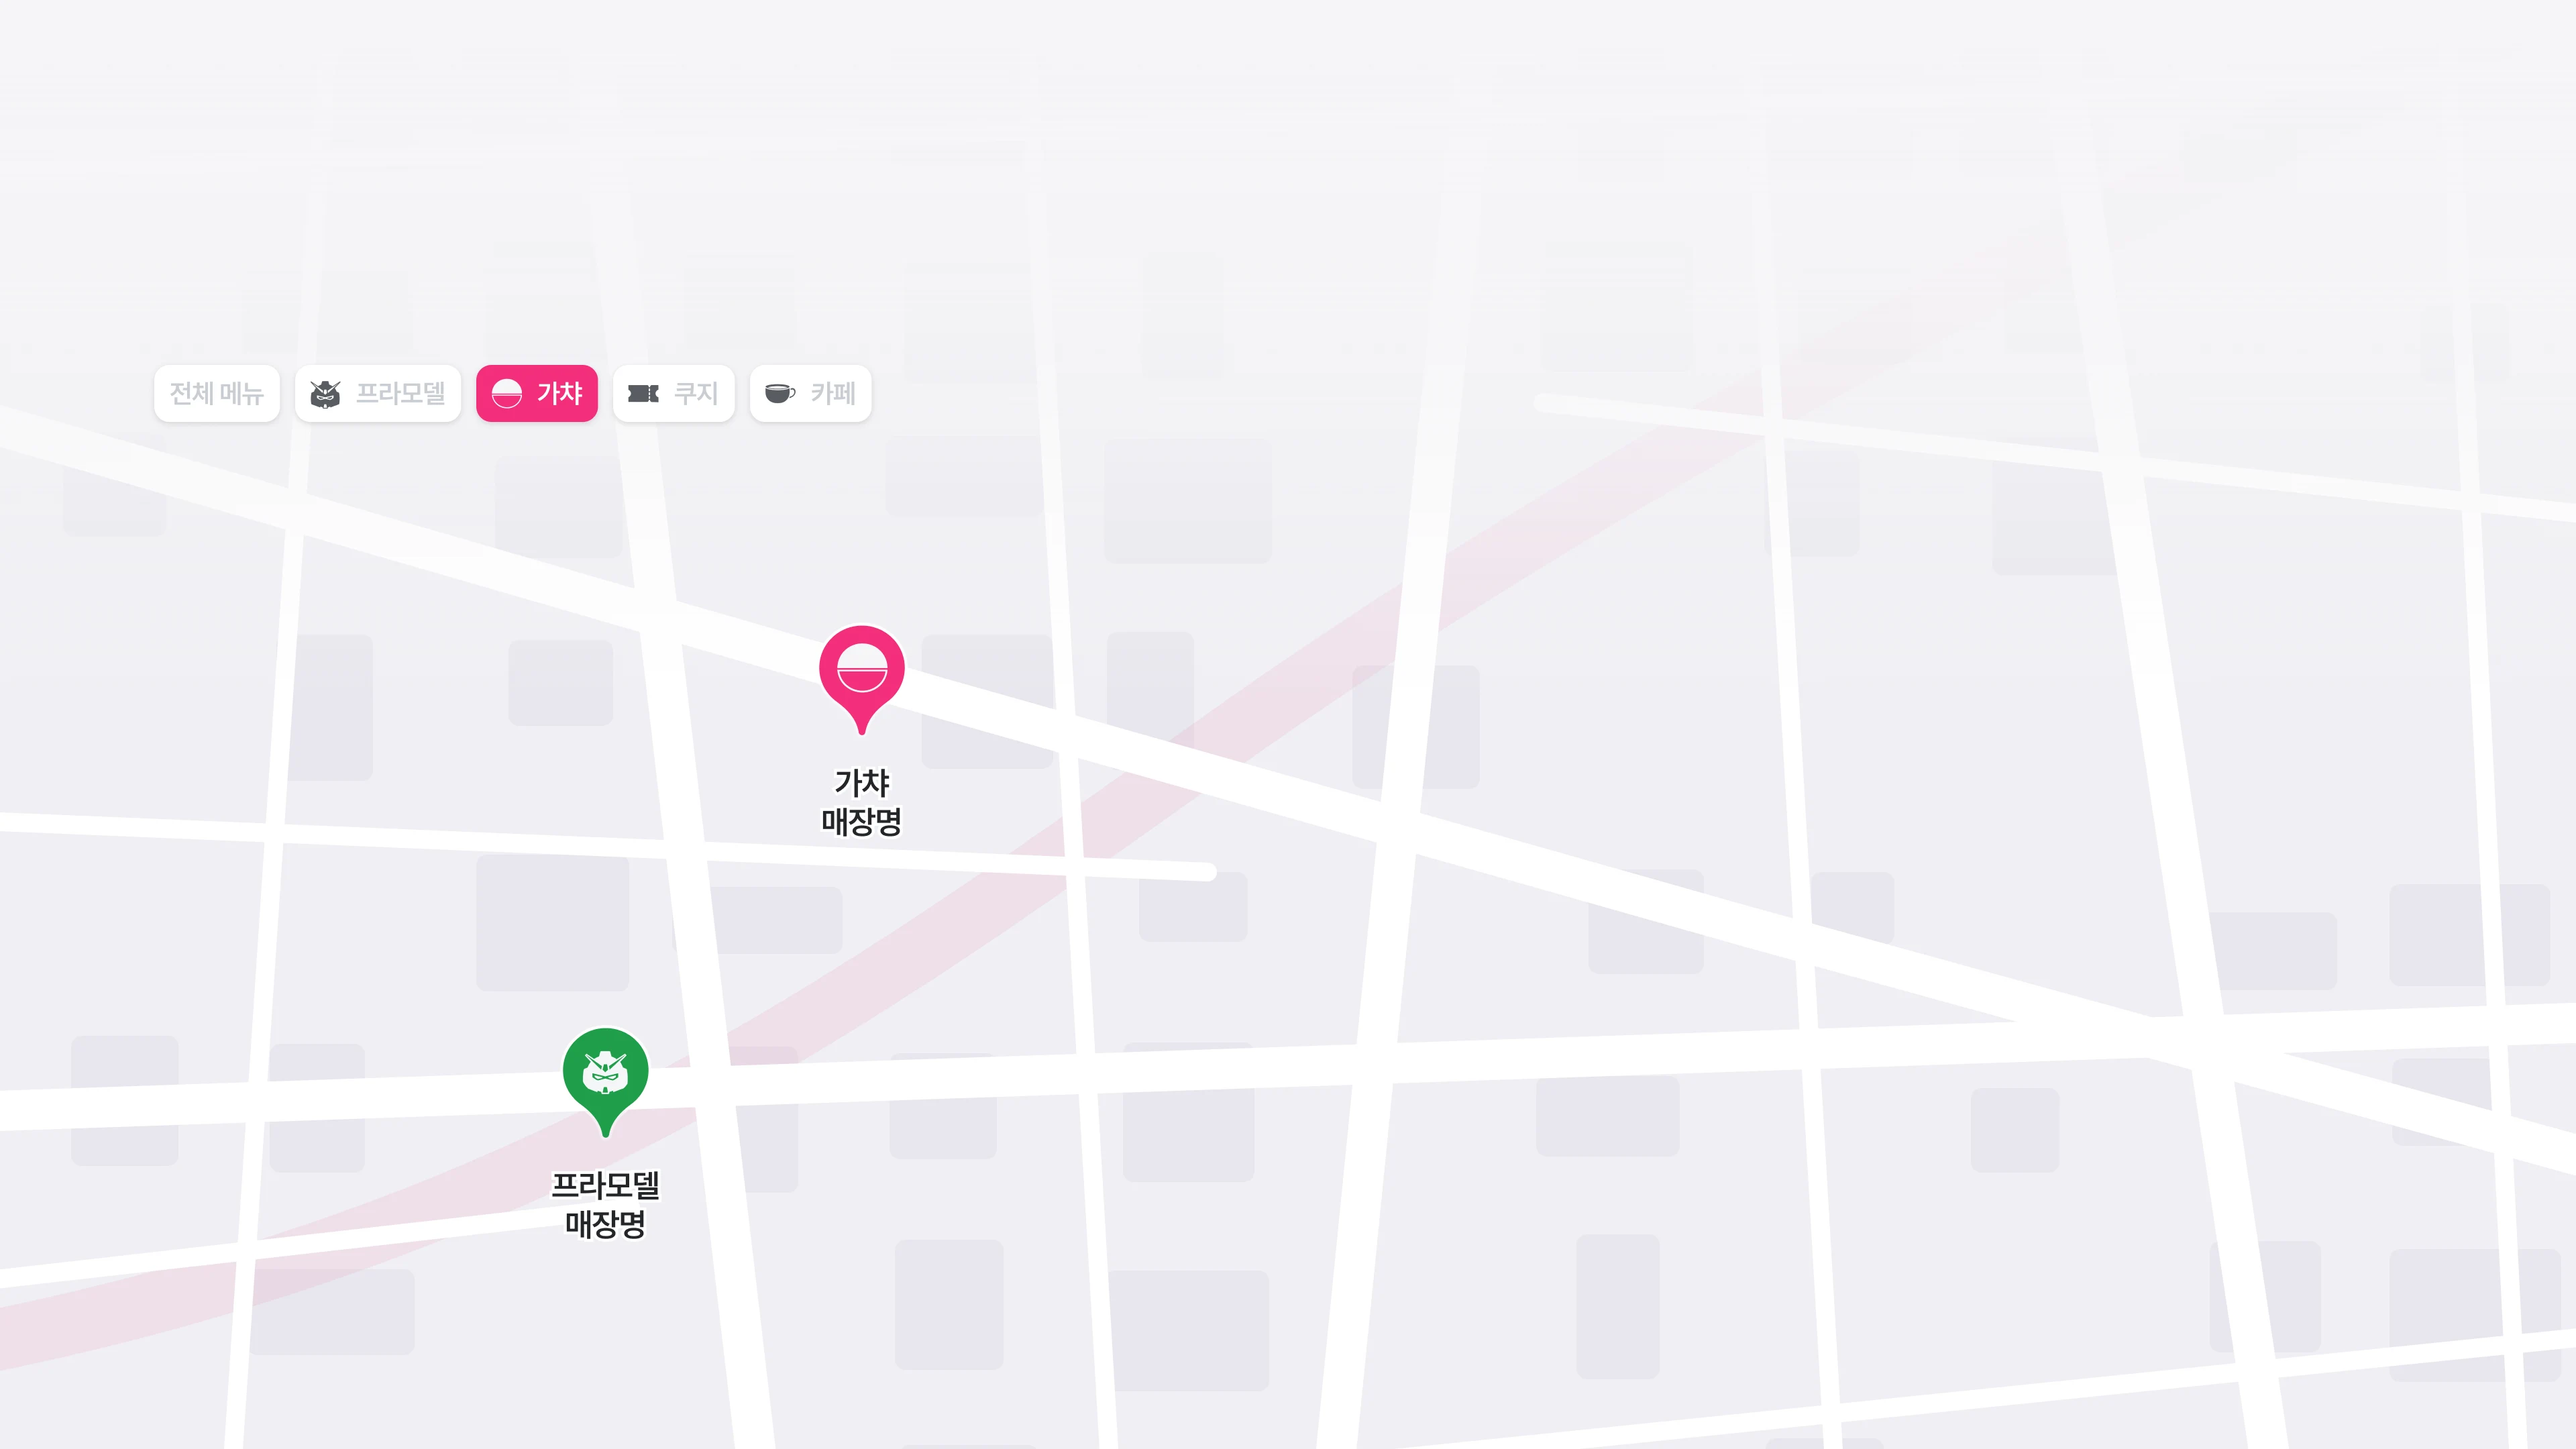 전체 메뉴 프라모델 가챠 쿠지 카페
가챠
매장명
프라모델
매장명